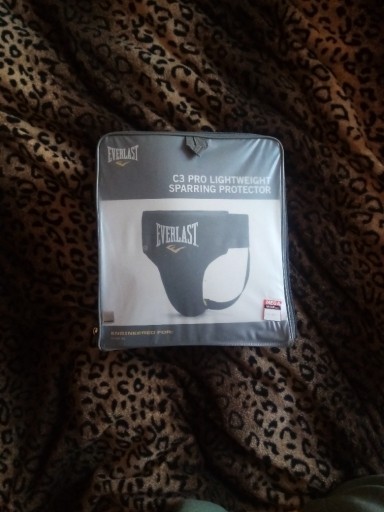 EVERLAST
C3 PRO LIGHTWEIGHT
SPARRING PROTECTOR
EVERLAST